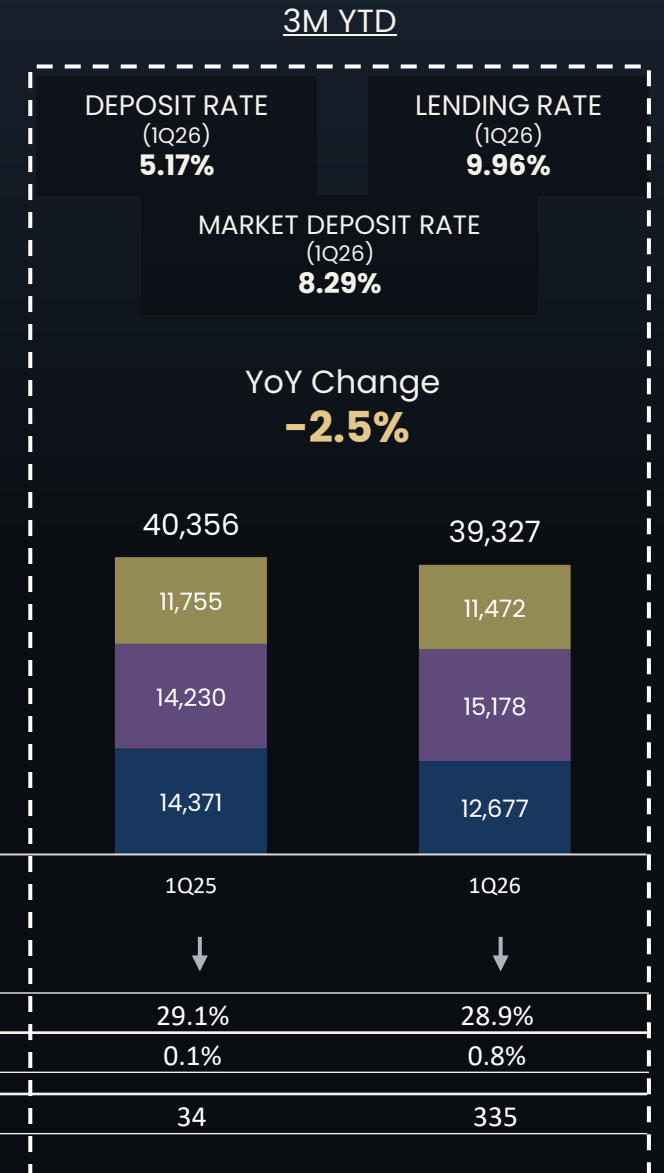 3M YTD
DEPOSIT RATE
(1Q26)
5.17%
LENDING RATE
(1Q26)
9.96%
MARKET DEPOSIT RATE
(1Q26)
8.29%
YoY Change
-2.5%
40,356
39,327
11,755
11,472
14,230
15,178
14,371
12,677
1Q25
1Q26
29.1%
28.9%
0.1%
0.8%
34
335